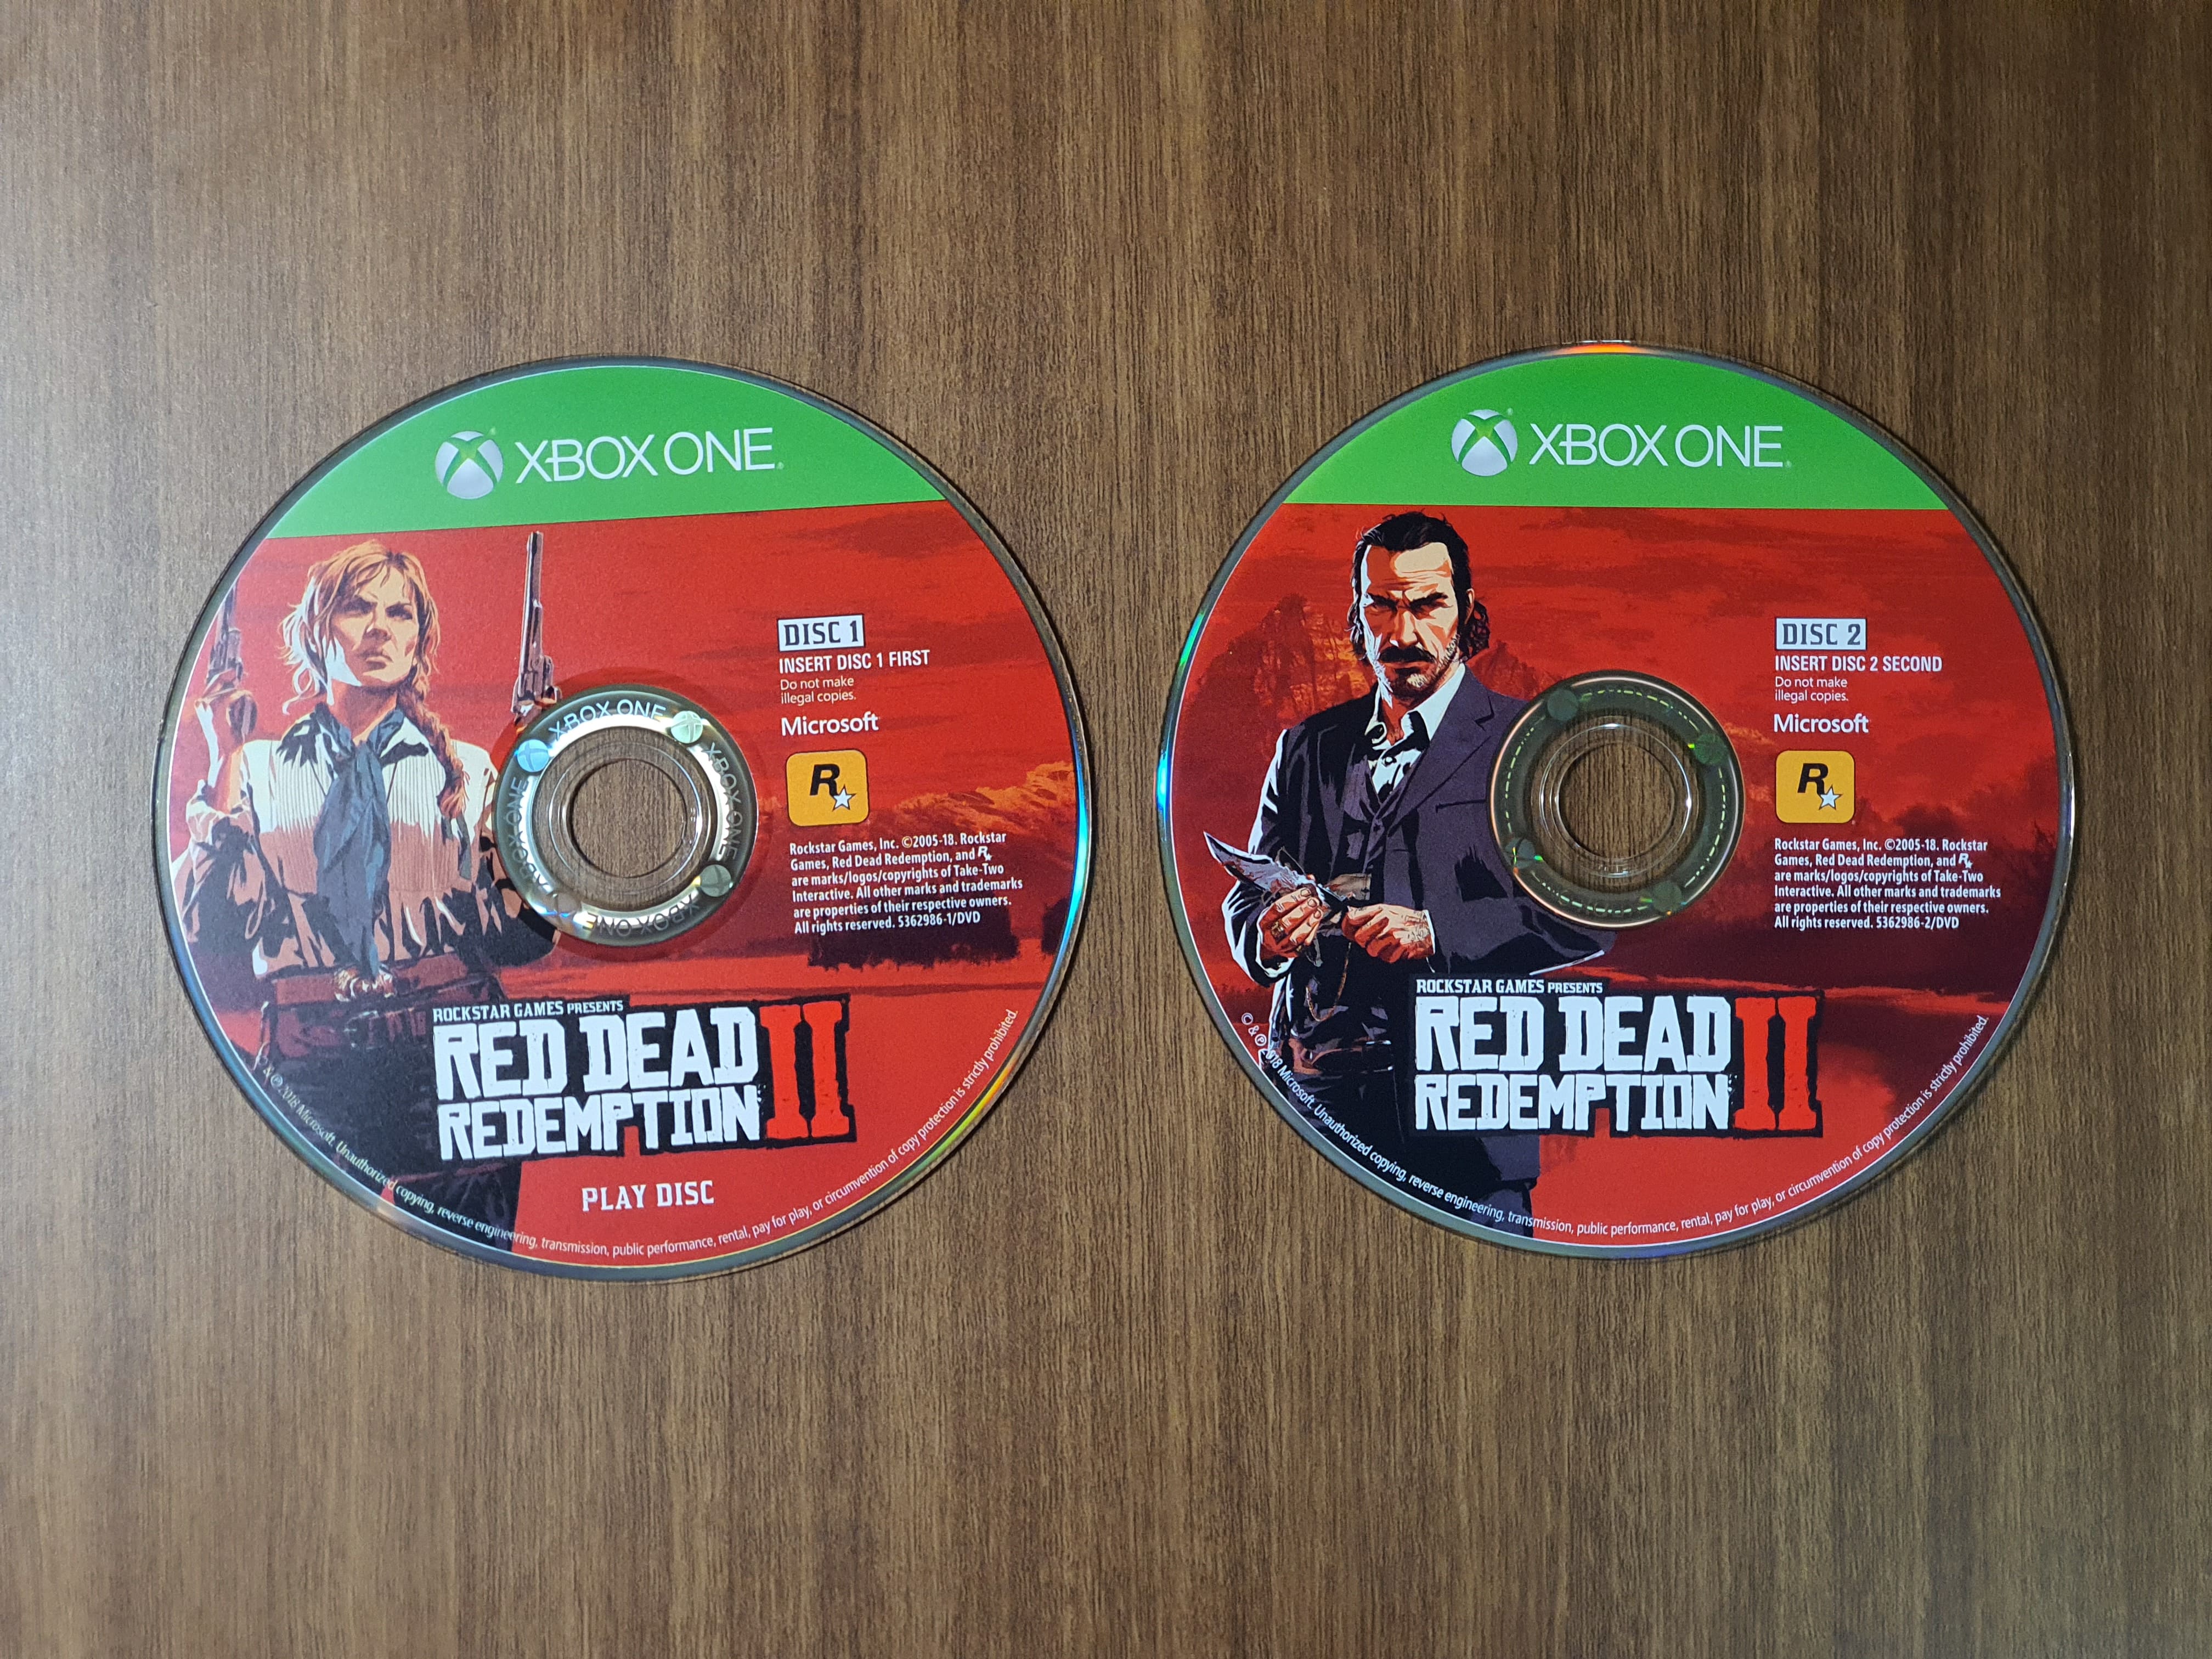 XBOX ONE
DISC 1
INSERT DISC 1 FIRST
Do not make
illegal copies.
Microsoft
R
Rockstar Games, Inc. ©2005-18. Rockstar
Games, Red Dead Redemption, and R
are marks/logos/copyrights of Take-Two
Interactive. All other marks and trademarks
are properties of their respective owners.
All rights reserved. 5362986-1/DVD
XBOX ONE XBOX ONE XBOX ONE XBOX ONE XBOX ONE
ROCKSTAR GAMES PRESENTS
RED DEAD
REDEMPTION II
PLAY DISC
& ℗ 2018 Microsoft. Unauthorized copying, reverse engineering, transmission, public performance, rental, pay for play, or circumvention of copy protection is strictly prohibited.
XBOX ONE
DISC 2
INSERT DISC 2 SECOND
Do not make
illegal copies.
Microsoft
R
Rockstar Games, Inc. ©2005-18. Rockstar
Games, Red Dead Redemption, and R
are marks/logos/copyrights of Take-Two
Interactive. All other marks and trademarks
are properties of their respective owners.
All rights reserved. 5362986-2/DVD
ROCKSTAR GAMES PRESENTS
RED DEAD
REDEMPTION II
© & ℗ 2018 Microsoft. Unauthorized copying, reverse engineering, transmission, public performance, rental, pay for play, or circumvention of copy protection is strictly prohibited.